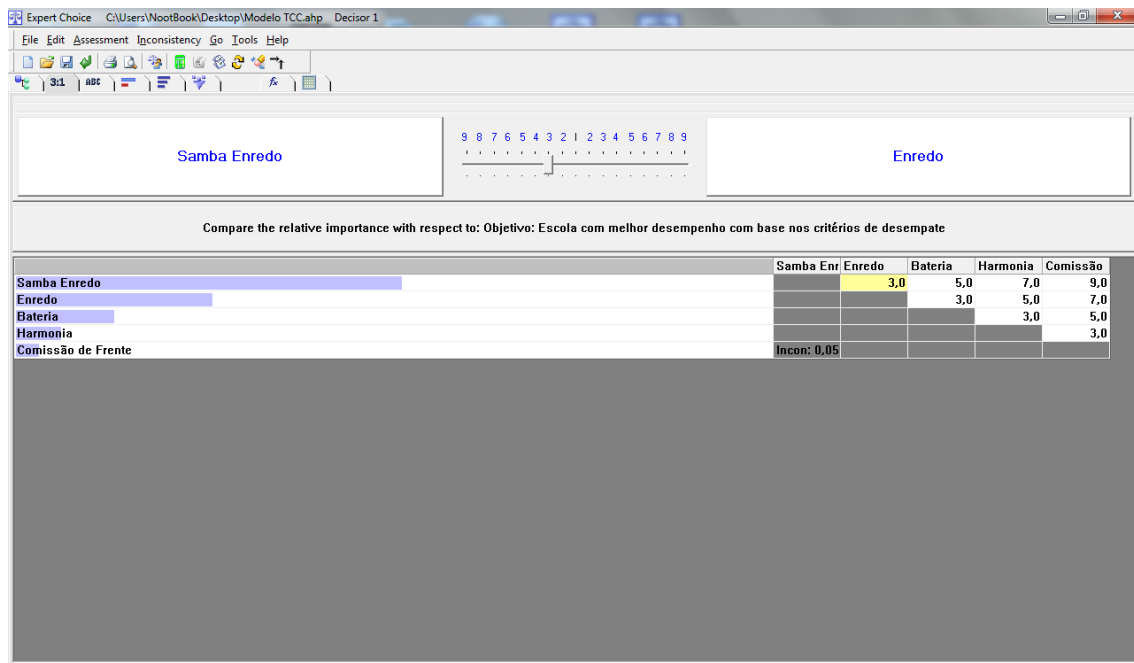 Expert Choice C:\Users\NootBook\Desktop\Modelo TCC.ahp Decisor 1
File Edit Assessment Inconsistency Go Tools Help
3:1 ABC fx
9 8 7 6 5 4 3 2 1 2 3 4 5 6 7 8 9
Samba Enredo Enredo
Compare the relative importance with respect to: Objetivo: Escola com melhor desempenho com base nos critérios de desempate
Samba Enr Enredo Bateria Harmonia Comissão
Samba Enredo 3,0 5,0 7,0 9,0
Enredo 3,0 5,0 7,0
Bateria 3,0 5,0
Harmonia 3,0
Comissão de Frente Incon: 0,05